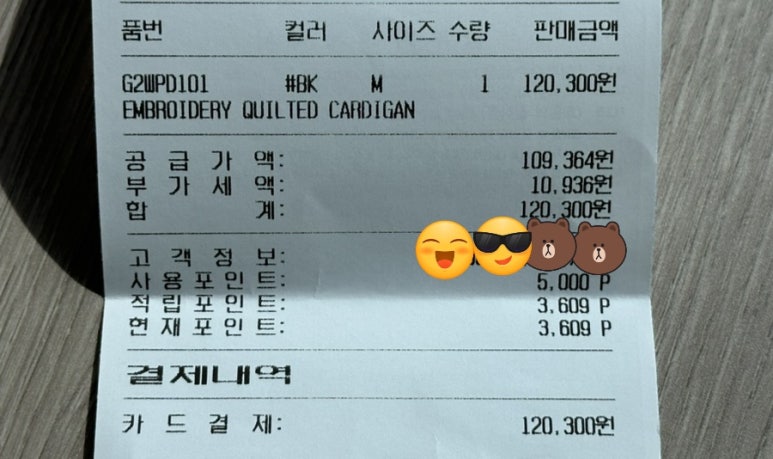 품번 컬러 사이즈 수량 판매금액
G2WPD101 #BK M 1 120,300원
EMBROIDERY QUILTED CARDIGAN
공 급 가 액: 109,364원
부 가 세 액: 10,936원
합 계: 120,300원
고 객 정 보:
사 용 포 인 트: 5,000 P
적 립 포 인 트: 3,609 P
현 재 포 인 트: 3,609 P
결제내역
카 드 결 제: 120,300원